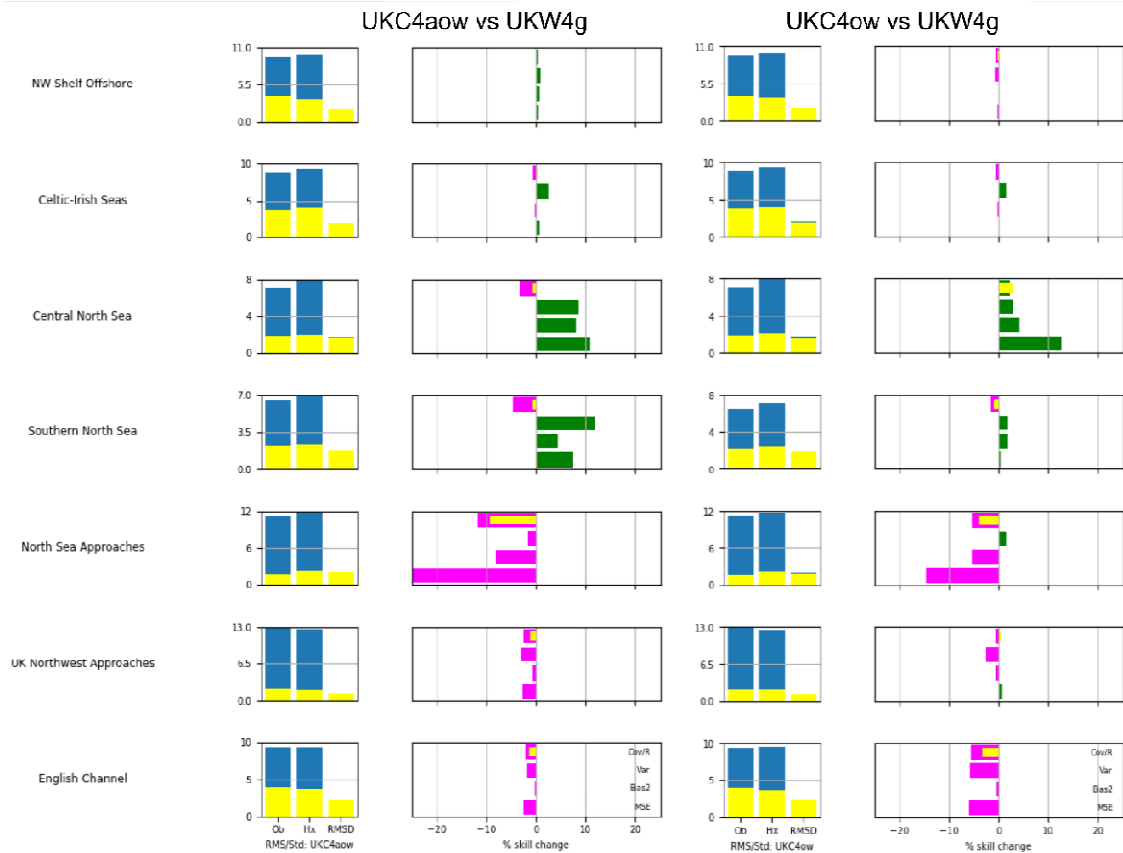 UKC4aow vs UKW4g UKC4ow vs UKW4g
NW Shelf Offshore
11.0
5.5
0.0
11.0
5.5
0.0
Celtic-Irish Seas
10
5
0
10
5
0
Central North Sea
8
4
0
8
4
0
Southern North Sea
7.0
3.5
0.0
8
4
0
North Sea Approaches
12
6
0
12
6
0
UK Northwest Approaches
13.0
6.5
0.0
13.0
6.5
0.0
English Channel
10
5
0
Cov/R
Var
Bias2
MSE
10
5
0
Cov/R
Var
Bias2
MSE
Ob Hx RMSD −20 −10 0 10 20 Ob Hx RMSD −20 −10 0 10 20
RMS/Std: UKC4aow % skill change RMS/Std: UKC4ow % skill change